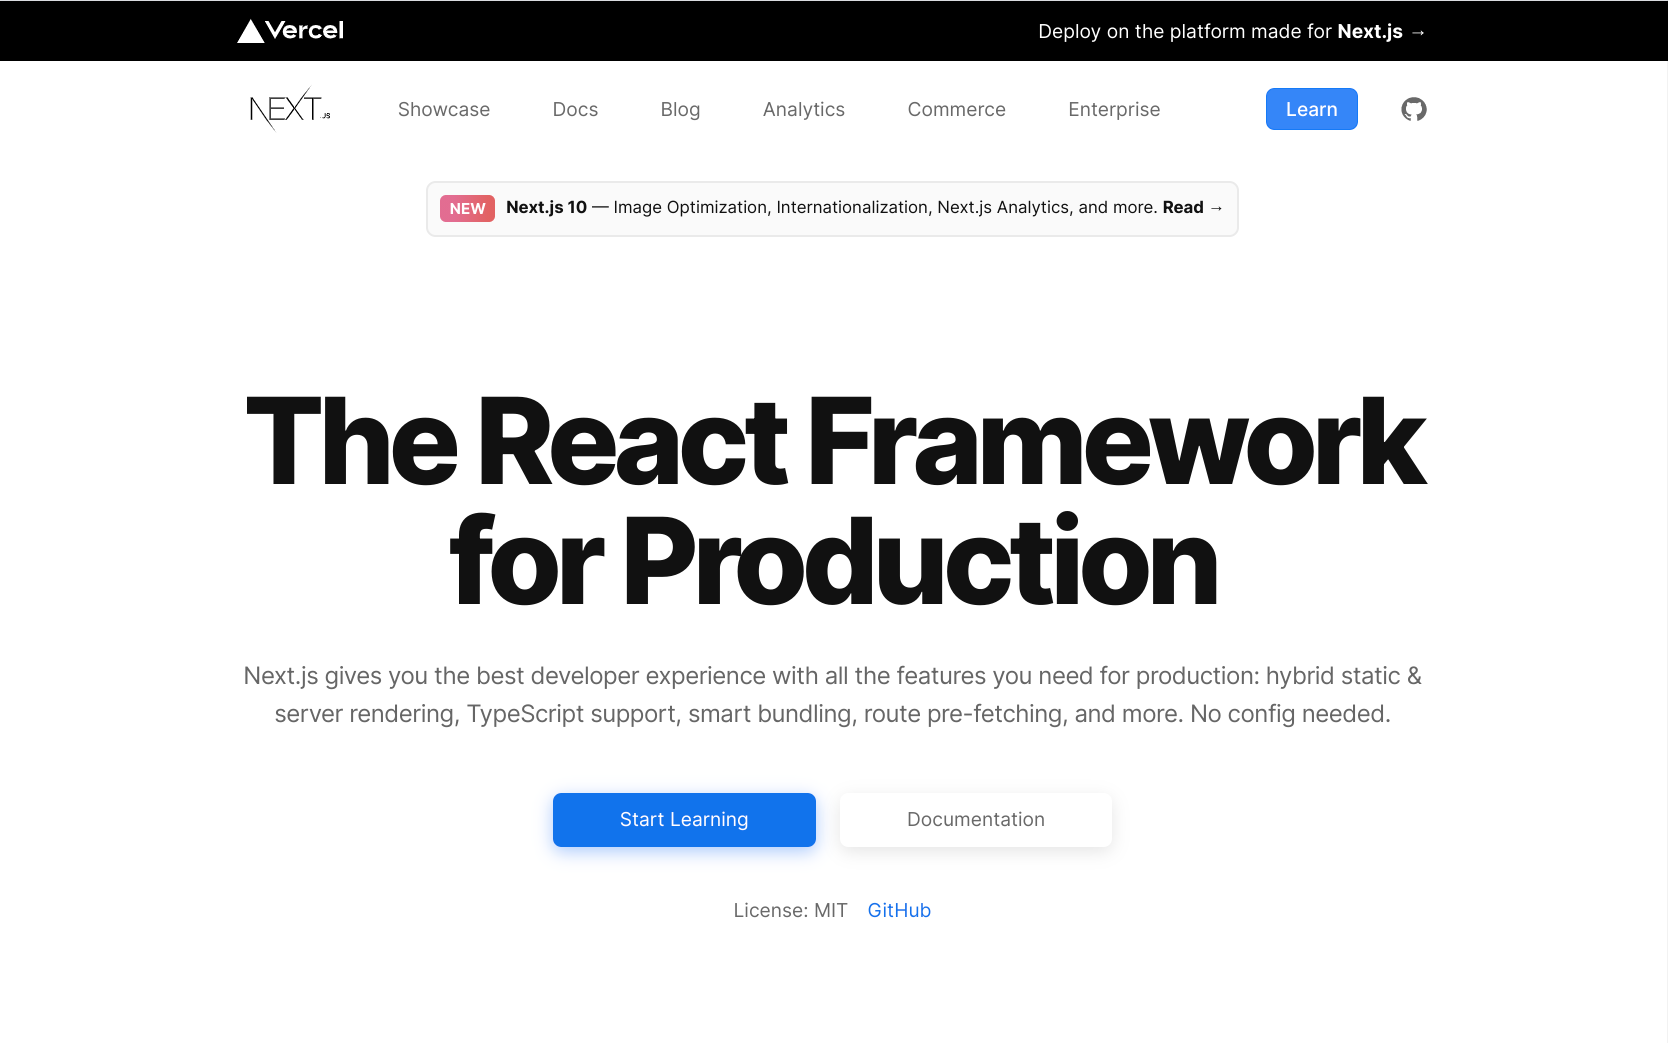 Vercel
Deploy on the platform made for Next.js →
NEXT.JS
Showcase
Docs
Blog
Analytics
Commerce
Enterprise
Learn
NEW Next.js 10 — Image Optimization, Internationalization, Next.js Analytics, and more. Read →
The React Framework
for Production
Next.js gives you the best developer experience with all the features you need for production: hybrid static &
server rendering, TypeScript support, smart bundling, route pre-fetching, and more. No config needed.
Start Learning
Documentation
License: MIT GitHub